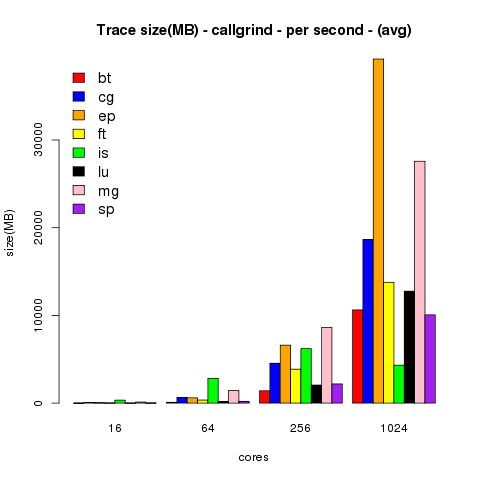 Trace size(MB) - callgrind - per second - (avg)
bt
cg
ep
ft
is
lu
mg
sp
size(MB)
30000
20000
10000
0
16 64 256 1024
cores